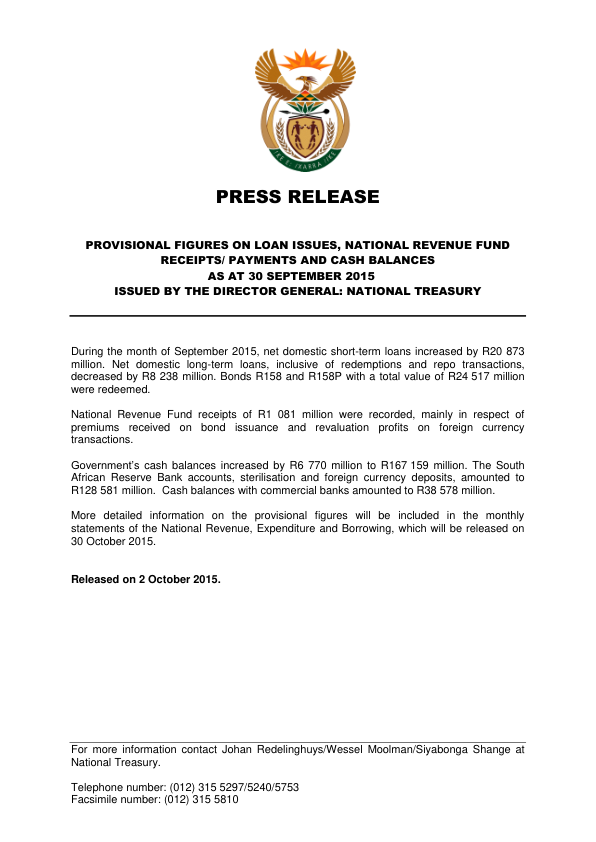 !KE E: /XARRA //KE
PRESS RELEASE
PROVISIONAL FIGURES ON LOAN ISSUES, NATIONAL REVENUE FUND
RECEIPTS/ PAYMENTS AND CASH BALANCES
AS AT 30 SEPTEMBER 2015
ISSUED BY THE DIRECTOR GENERAL: NATIONAL TREASURY
During the month of September 2015, net domestic short-term loans increased by R20 873
million. Net domestic long-term loans, inclusive of redemptions and repo transactions,
decreased by R8 238 million. Bonds R158 and R158P with a total value of R24 517 million
were redeemed.
National Revenue Fund receipts of R1 081 million were recorded, mainly in respect of
premiums received on bond issuance and revaluation profits on foreign currency
transactions.
Government's cash balances increased by R6 770 million to R167 159 million. The South
African Reserve Bank accounts, sterilisation and foreign currency deposits, amounted to
R128 581 million. Cash balances with commercial banks amounted to R38 578 million.
More detailed information on the provisional figures will be included in the monthly
statements of the National Revenue, Expenditure and Borrowing, which will be released on
30 October 2015.
Released on 2 October 2015.
For more information contact Johan Redelinghuys/Wessel Moolman/Siyabonga Shange at
National Treasury.
Telephone number: (012) 315 5297/5240/5753
Facsimile number: (012) 315 5810